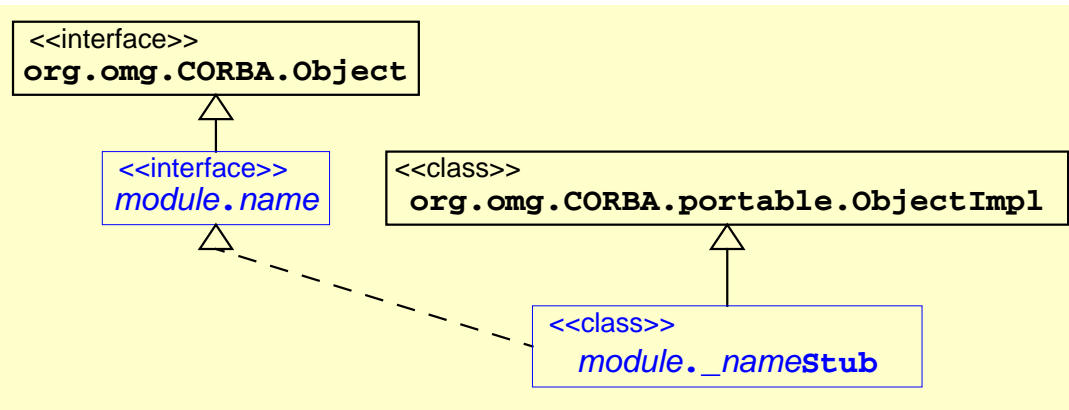 <<interface>>
org.omg.CORBA.Object
<<interface>>
module.name
<<class>>
org.omg.CORBA.portable.ObjectImpl
<<class>>
module._nameStub